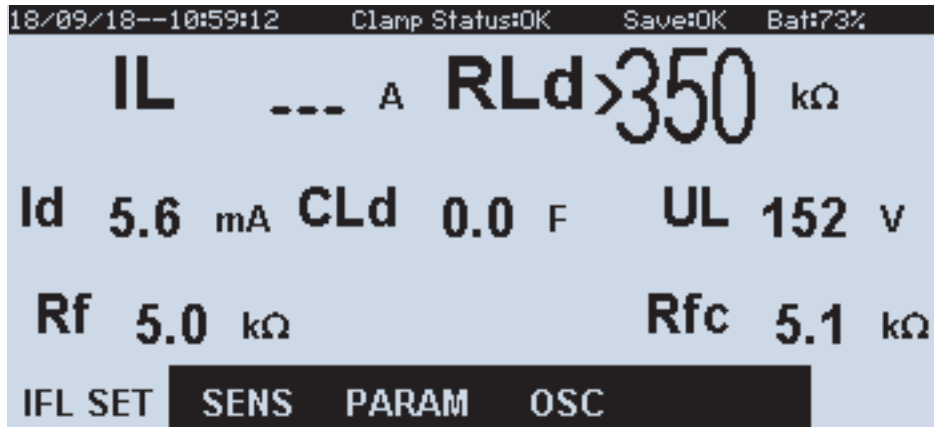 18/09/18--10:59:12 Clamp Status:OK Save:OK Bat:73%
IL --- A RLd >350 kΩ
Id 5.6 mA CLd 0.0 F UL 152 V
Rf 5.0 kΩ Rfc 5.1 kΩ
IFL SET SENS PARAM OSC